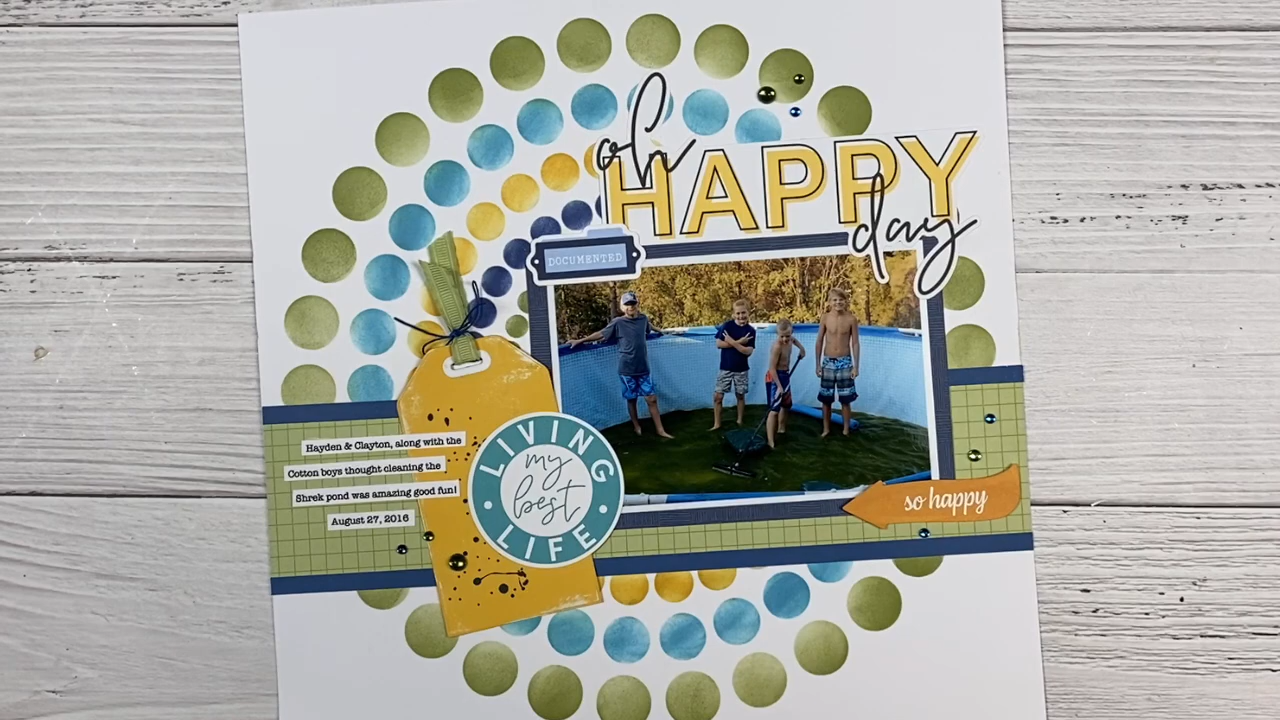 oh
HAPPY
day
DOCUMENTED
Hayden & Clayton, along with the
Cotton boys thought cleaning the
Shrek pond was amazing good fun!
August 27, 2016
LIVING
my
best
LIFE
so happy